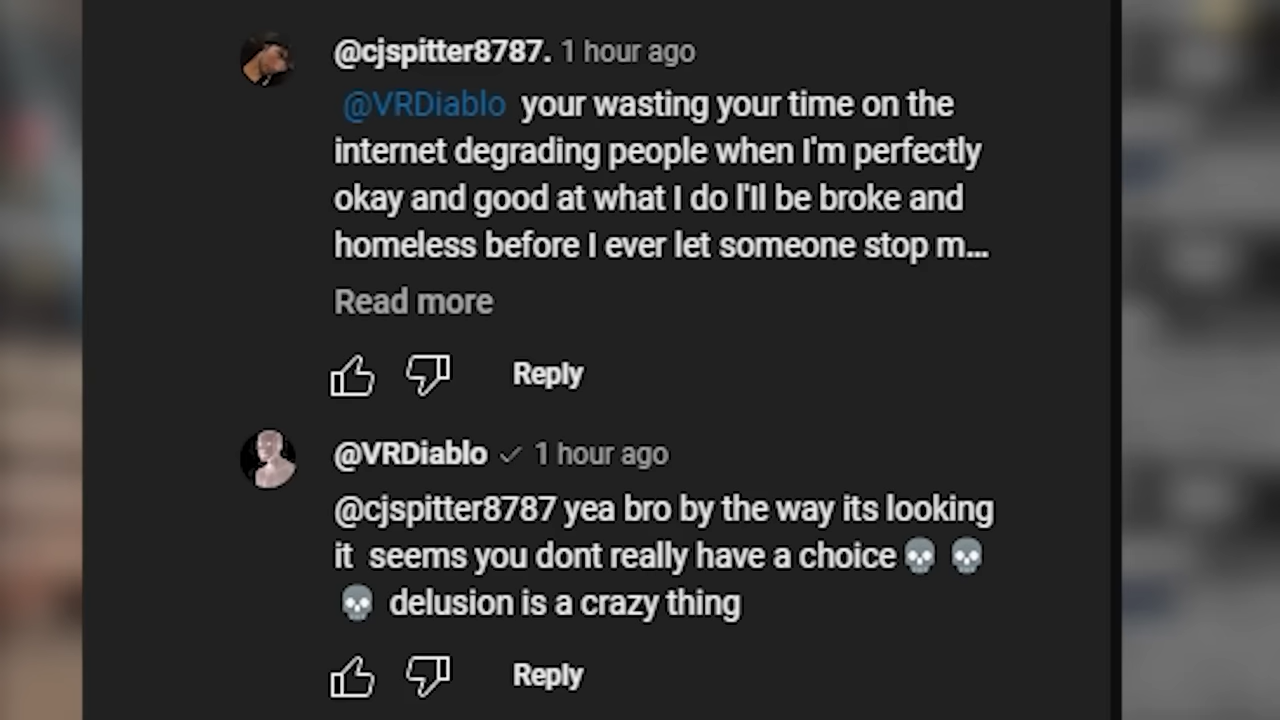 @cjspitter8787. 1 hour ago
@VRDiablo your wasting your time on the
internet degrading people when I'm perfectly
okay and good at what I do I'll be broke and
homeless before I ever let someone stop m...
Read more
Reply
@VRDiablo ✓ 1 hour ago
@cjspitter8787 yea bro by the way its looking
it seems you dont really have a choice💀 💀
💀 delusion is a crazy thing
Reply